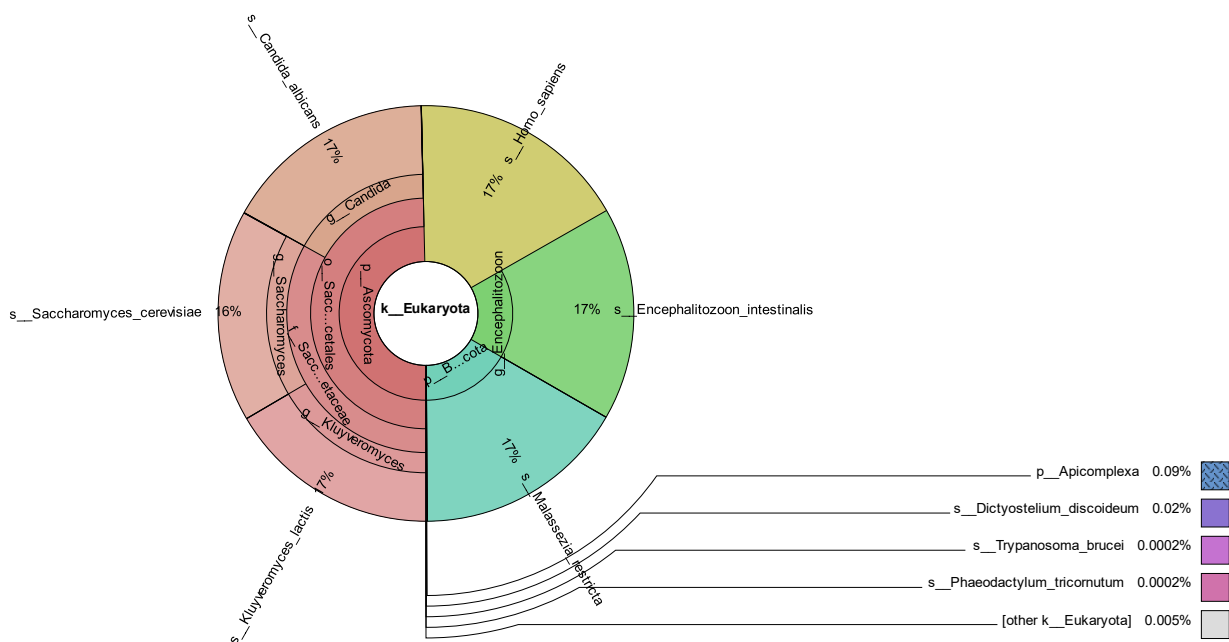 s__Candida_albicans 17%
s__Homo_sapiens 17%
g__Candida
s__Saccharomyces_cerevisiae 16%
g__Saccharomyces
f__Sacc...etaceae
o__Sacc...cetales
p__Ascomycota
k__Eukaryota
g__Encephalitozoon
17% s__Encephalitozoon_intestinalis
p__B...cota
g__Kluyveromyces
s__Kluyveromyces_lactis 17%
17% s__Malassezia_restricta
p__Apicomplexa 0.09%
s__Dictyostelium_discoideum 0.02%
s__Trypanosoma_brucei 0.0002%
s__Phaeodactylum_tricornutum 0.0002%
[other k__Eukaryota] 0.005%